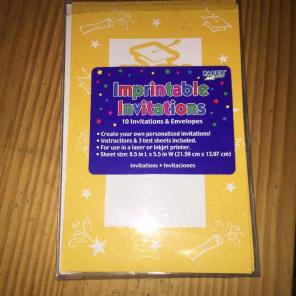 Imprintable
Invitations
10 Invitations & Envelopes
• Create your own personalized invitations!
• Instructions & 3 test sheets included.
• For use in a laser or inkjet printer.
• Sheet size: 8.5 in L x 5.5 in W (21.59 cm x 13.97 cm)
Invitations • Invitaciones